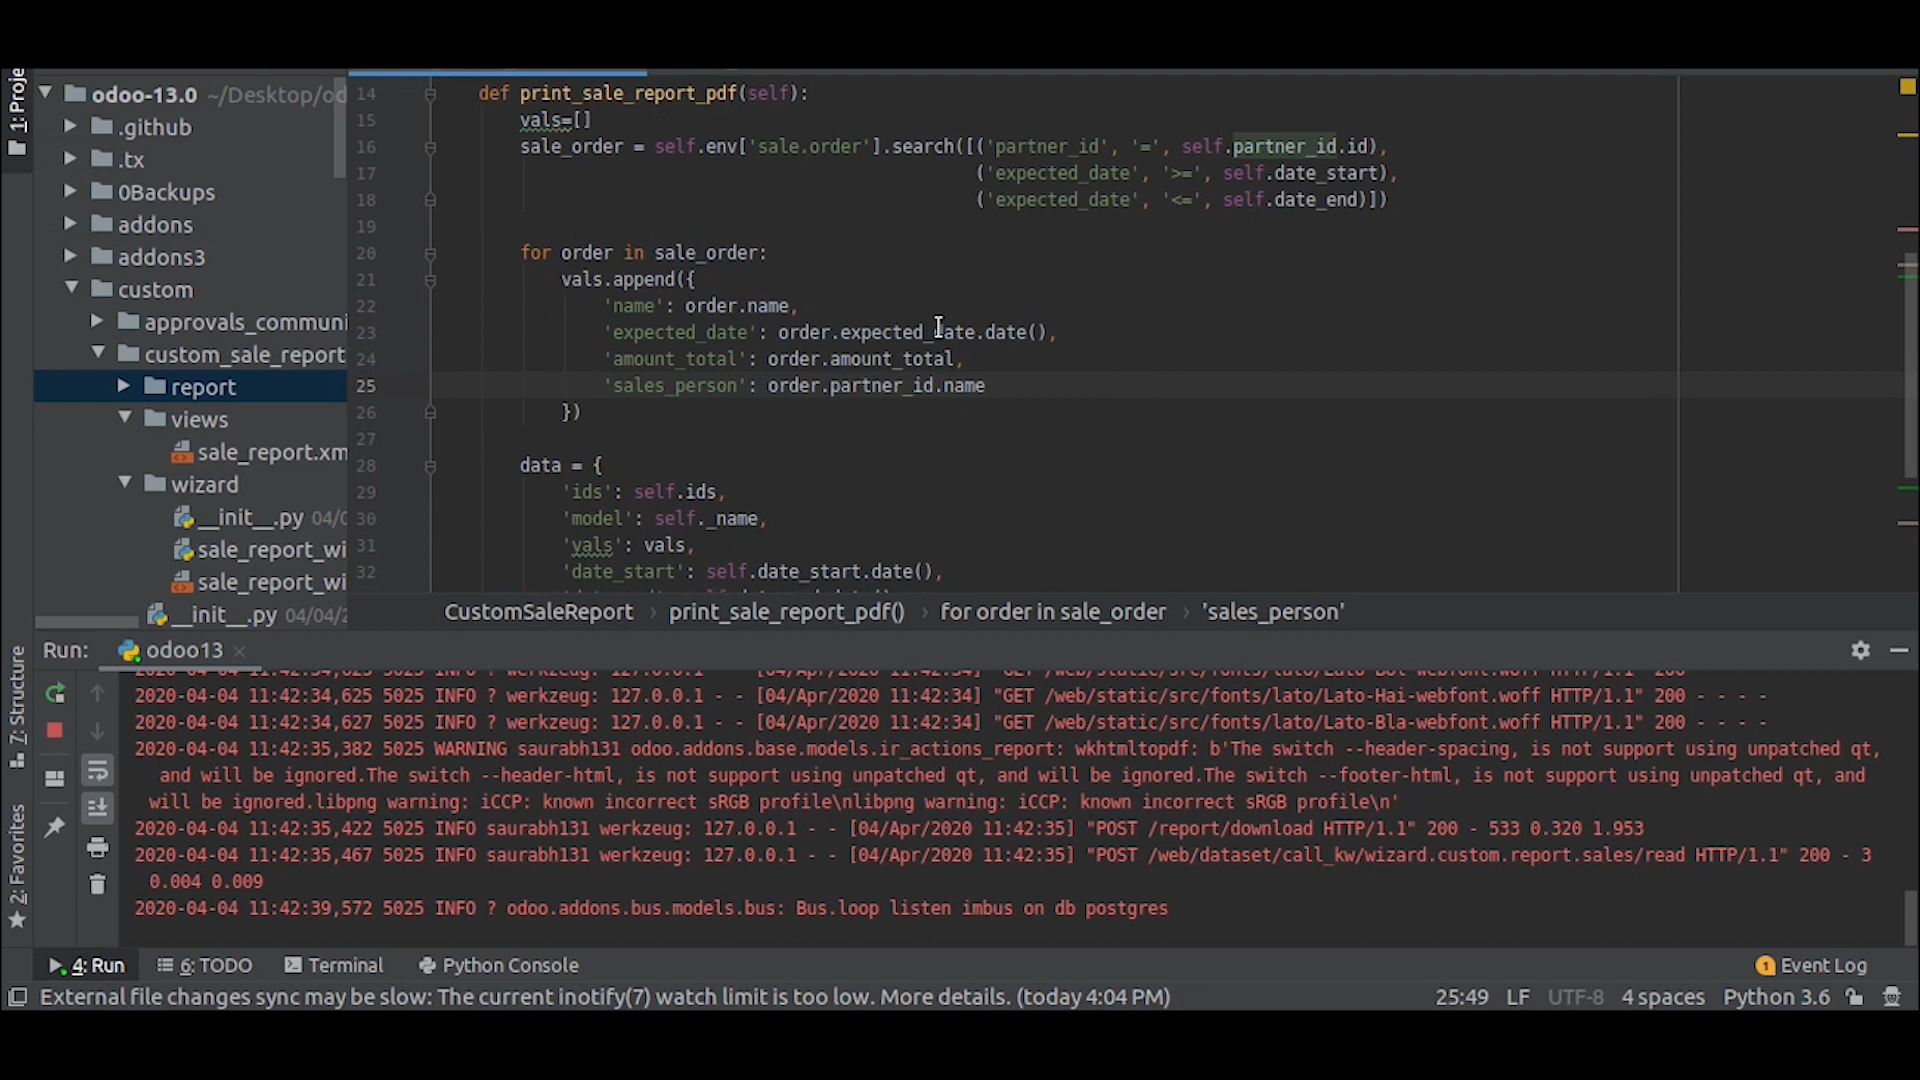 1: Proje
odoo-13.0 ~/Desktop/od
.github
.tx
0Backups
addons
addons3
custom
approvals_communi
custom_sale_report
report
views
sale_report.xm
wizard
__init__.py 04/0
sale_report_wi
sale_report_wi
__init__.py 04/04/2
14 def print_sale_report_pdf(self):
15 vals=[]
16 sale_order = self.env['sale.order'].search([('partner_id', '=', self.partner_id.id),
17 ('expected_date', '>=', self.date_start),
18 ('expected_date', '<=', self.date_end)])
19
20 for order in sale_order:
21 vals.append({
22 'name': order.name,
23 'expected_date': order.expected_date.date(),
24 'amount_total': order.amount_total,
25 'sales_person': order.partner_id.name
26 })
27
28 data = {
29 'ids': self.ids,
30 'model': self._name,
31 'vals': vals,
32 'date_start': self.date_start.date(),
CustomSaleReport › print_sale_report_pdf() › for order in sale_order › 'sales_person'
Run: odoo13
7: Structure
2: Favorites
2020-04-04 11:42:34,625 5025 INFO ? werkzeug: 127.0.0.1 - - [04/Apr/2020 11:42:34] "GET /web/static/src/fonts/lato/Lato-Hai-webfont.woff HTTP/1.1" 200 - - - -
2020-04-04 11:42:34,627 5025 INFO ? werkzeug: 127.0.0.1 - - [04/Apr/2020 11:42:34] "GET /web/static/src/fonts/lato/Lato-Bla-webfont.woff HTTP/1.1" 200 - - - -
2020-04-04 11:42:35,382 5025 WARNING saurabh131 odoo.addons.base.models.ir_actions_report: wkhtmltopdf: b'The switch --header-spacing, is not support using unpatched qt,
and will be ignored.The switch --header-html, is not support using unpatched qt, and will be ignored.The switch --footer-html, is not support using unpatched qt, and
will be ignored.libpng warning: iCCP: known incorrect sRGB profile\nlibpng warning: iCCP: known incorrect sRGB profile\n'
2020-04-04 11:42:35,422 5025 INFO saurabh131 werkzeug: 127.0.0.1 - - [04/Apr/2020 11:42:35] "POST /report/download HTTP/1.1" 200 - 533 0.320 1.953
2020-04-04 11:42:35,467 5025 INFO saurabh131 werkzeug: 127.0.0.1 - - [04/Apr/2020 11:42:35] "POST /web/dataset/call_kw/wizard.custom.report.sales/read HTTP/1.1" 200 - 3
0.004 0.009
2020-04-04 11:42:39,572 5025 INFO ? odoo.addons.bus.models.bus: Bus.loop listen imbus on db postgres
4: Run 6: TODO Terminal Python Console 1 Event Log
External file changes sync may be slow: The current inotify(7) watch limit is too low. More details. (today 4:04 PM) 25:49 LF UTF-8 4 spaces Python 3.6